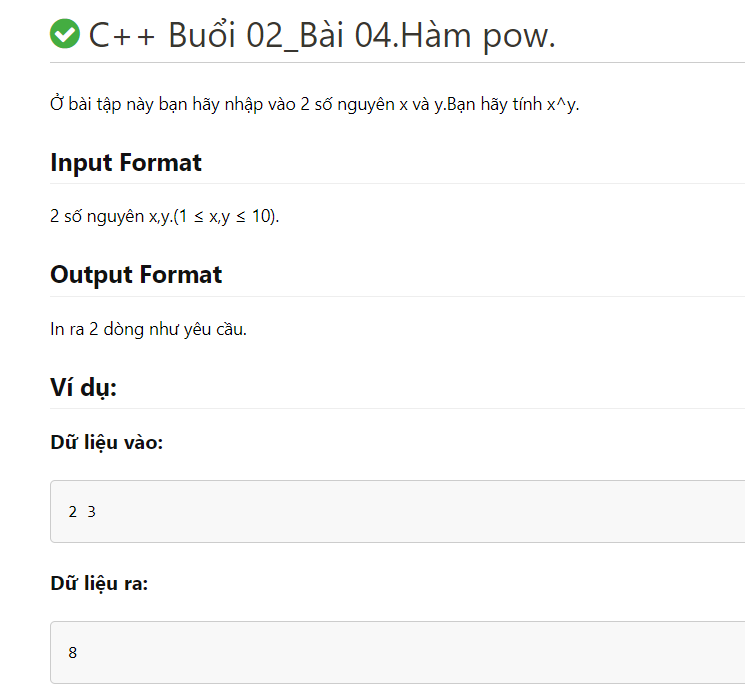 C++ Buổi 02_Bài 04.Hàm pow.
Ở bài tập này bạn hãy nhập vào 2 số nguyên x và y.Bạn hãy tính x^y.
Input Format
2 số nguyên x,y.(1 ≤ x,y ≤ 10).
Output Format
In ra 2 dòng như yêu cầu.
Ví dụ:
Dữ liệu vào:
2 3
Dữ liệu ra:
8